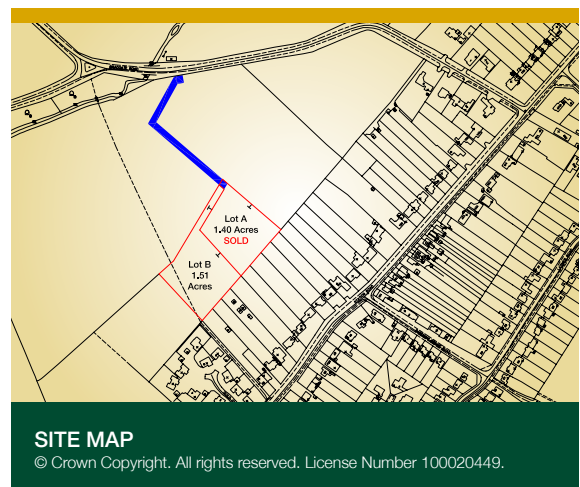 Lot A
1.40 Acres
SOLD
Lot B
1.51
Acres
SITE MAP
© Crown Copyright. All rights reserved. License Number 100020449.